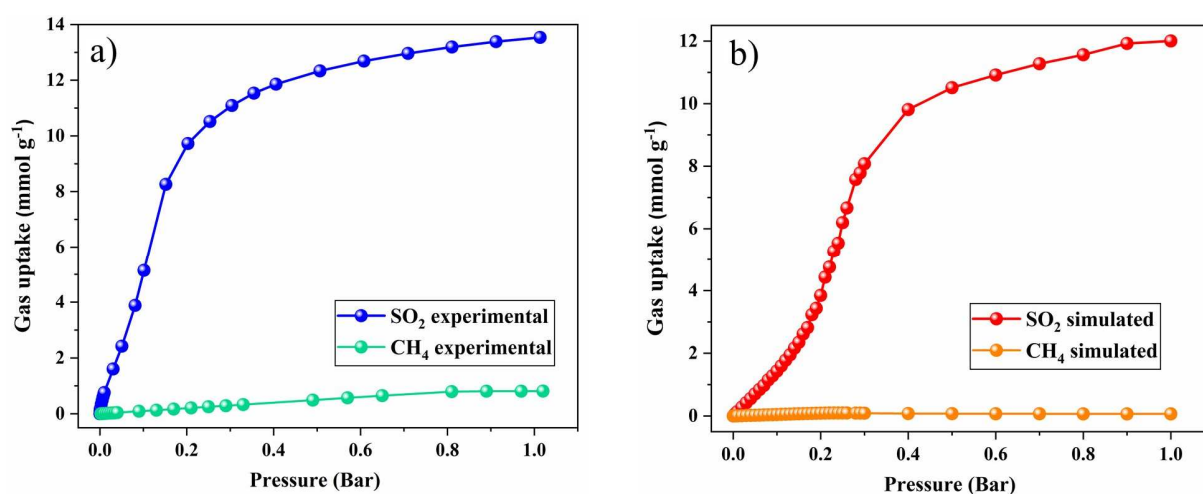 a)
Gas uptake (mmol g⁻¹)
14
12
10
8
6
4
2
0
SO₂ experimental
CH₄ experimental
0.0 0.2 0.4 0.6 0.8 1.0
Pressure (Bar)
b)
Gas uptake (mmol g⁻¹)
12
10
8
6
4
2
0
SO₂ simulated
CH₄ simulated
0.0 0.2 0.4 0.6 0.8 1.0
Pressure (Bar)